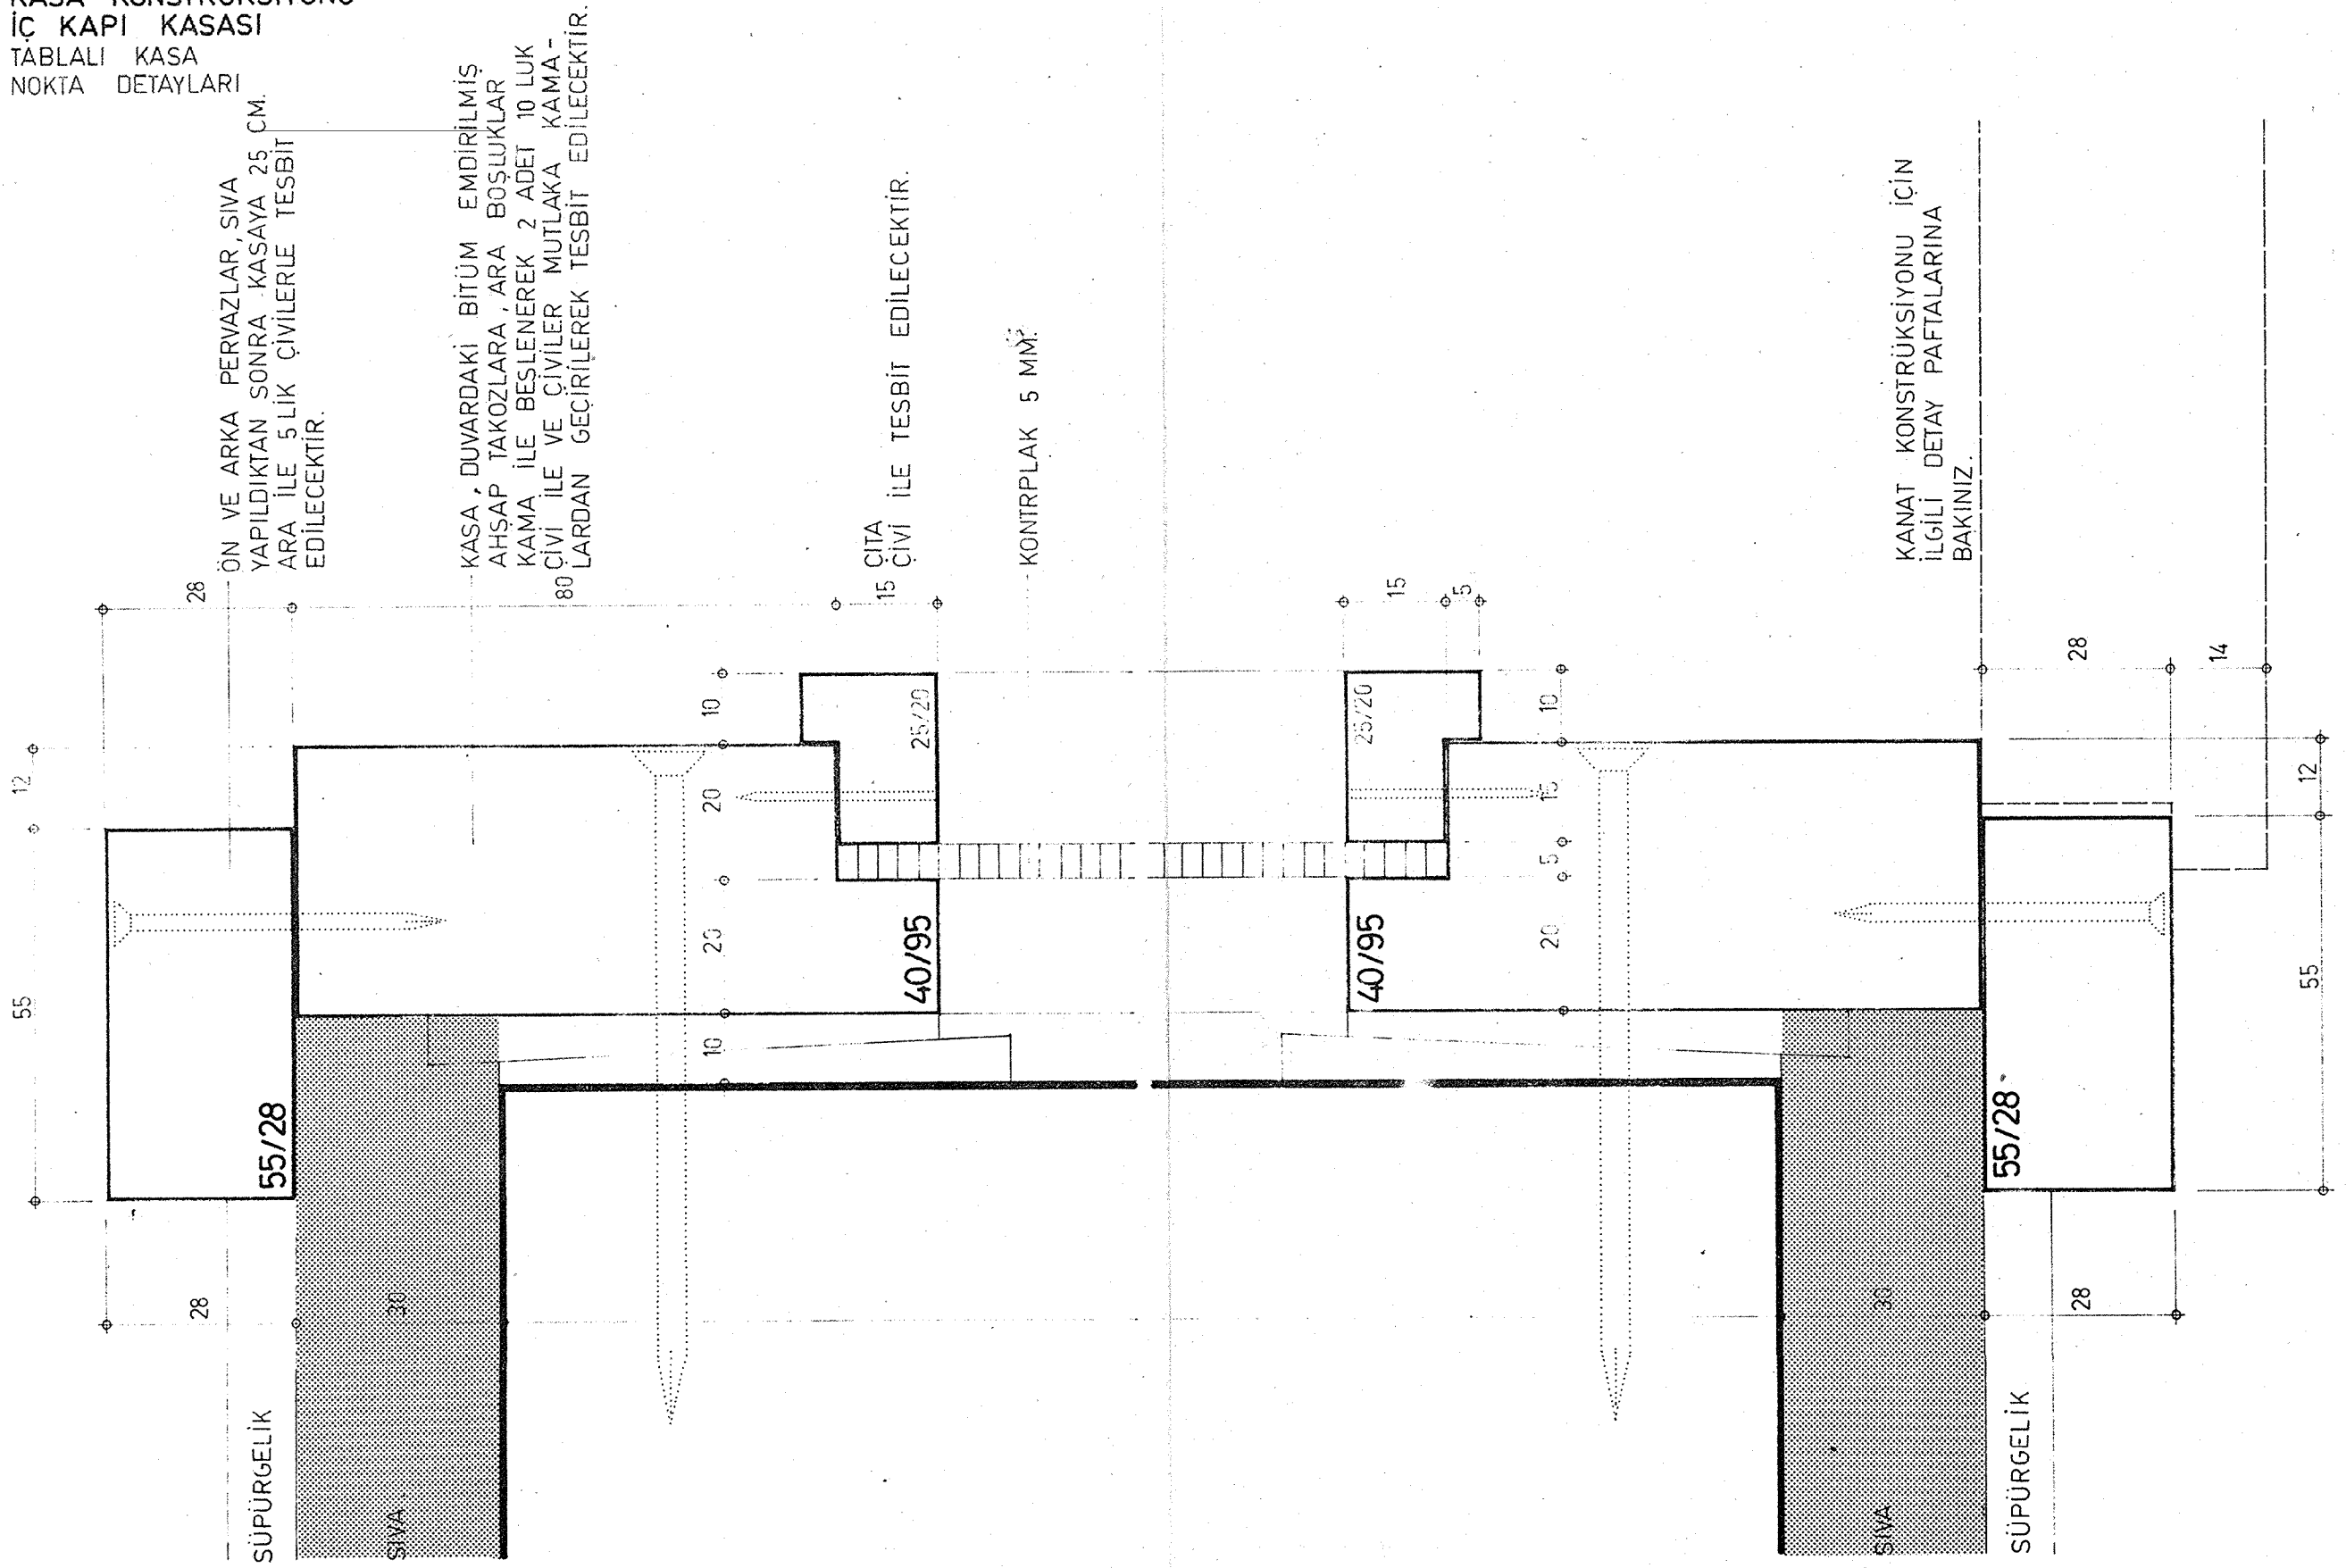 KASA KONSTRÜKSİYONU
İÇ KAPI KASASI
TABLALI KASA
NOKTA DETAYLARI
ÖN VE ARKA PERVAZLAR, SIVA
YAPILDIKTAN SONRA KASAYA 25 CM.
ARA İLE 5 LİK ÇİVİLERLE TESBİT
EDİLECEKTİR.
KASA, DUVARDAKİ BİTÜM EMDİRİLMİŞ
AHŞAP TAKOZLARA, ARA BOŞLUKLAR
KAMA İLE BESLENEREK 2 ADET 10 LUK
ÇİVİ İLE VE ÇİVİLER MUTLAKA KAMA-
LARDAN GEÇİRİLEREK TESBİT EDİLECEKTİR.
ÇITA
ÇİVİ İLE TESBİT EDİLECEKTİR.
KONTRPLAK 5 MM.
KANAT KONSTRÜKSİYONU İÇİN
İLGİLİ DETAY PAFTALARINA
BAKINIZ.
28
80
15
15
5
28
14
12
55
10
20
20
10
25/20
25/20
10
15
5
20
12
55
40/95
40/95
55/28
55/28
28
30
30
28
SÜPÜRGELİK
SIVA
SIVA
SÜPÜRGELİK